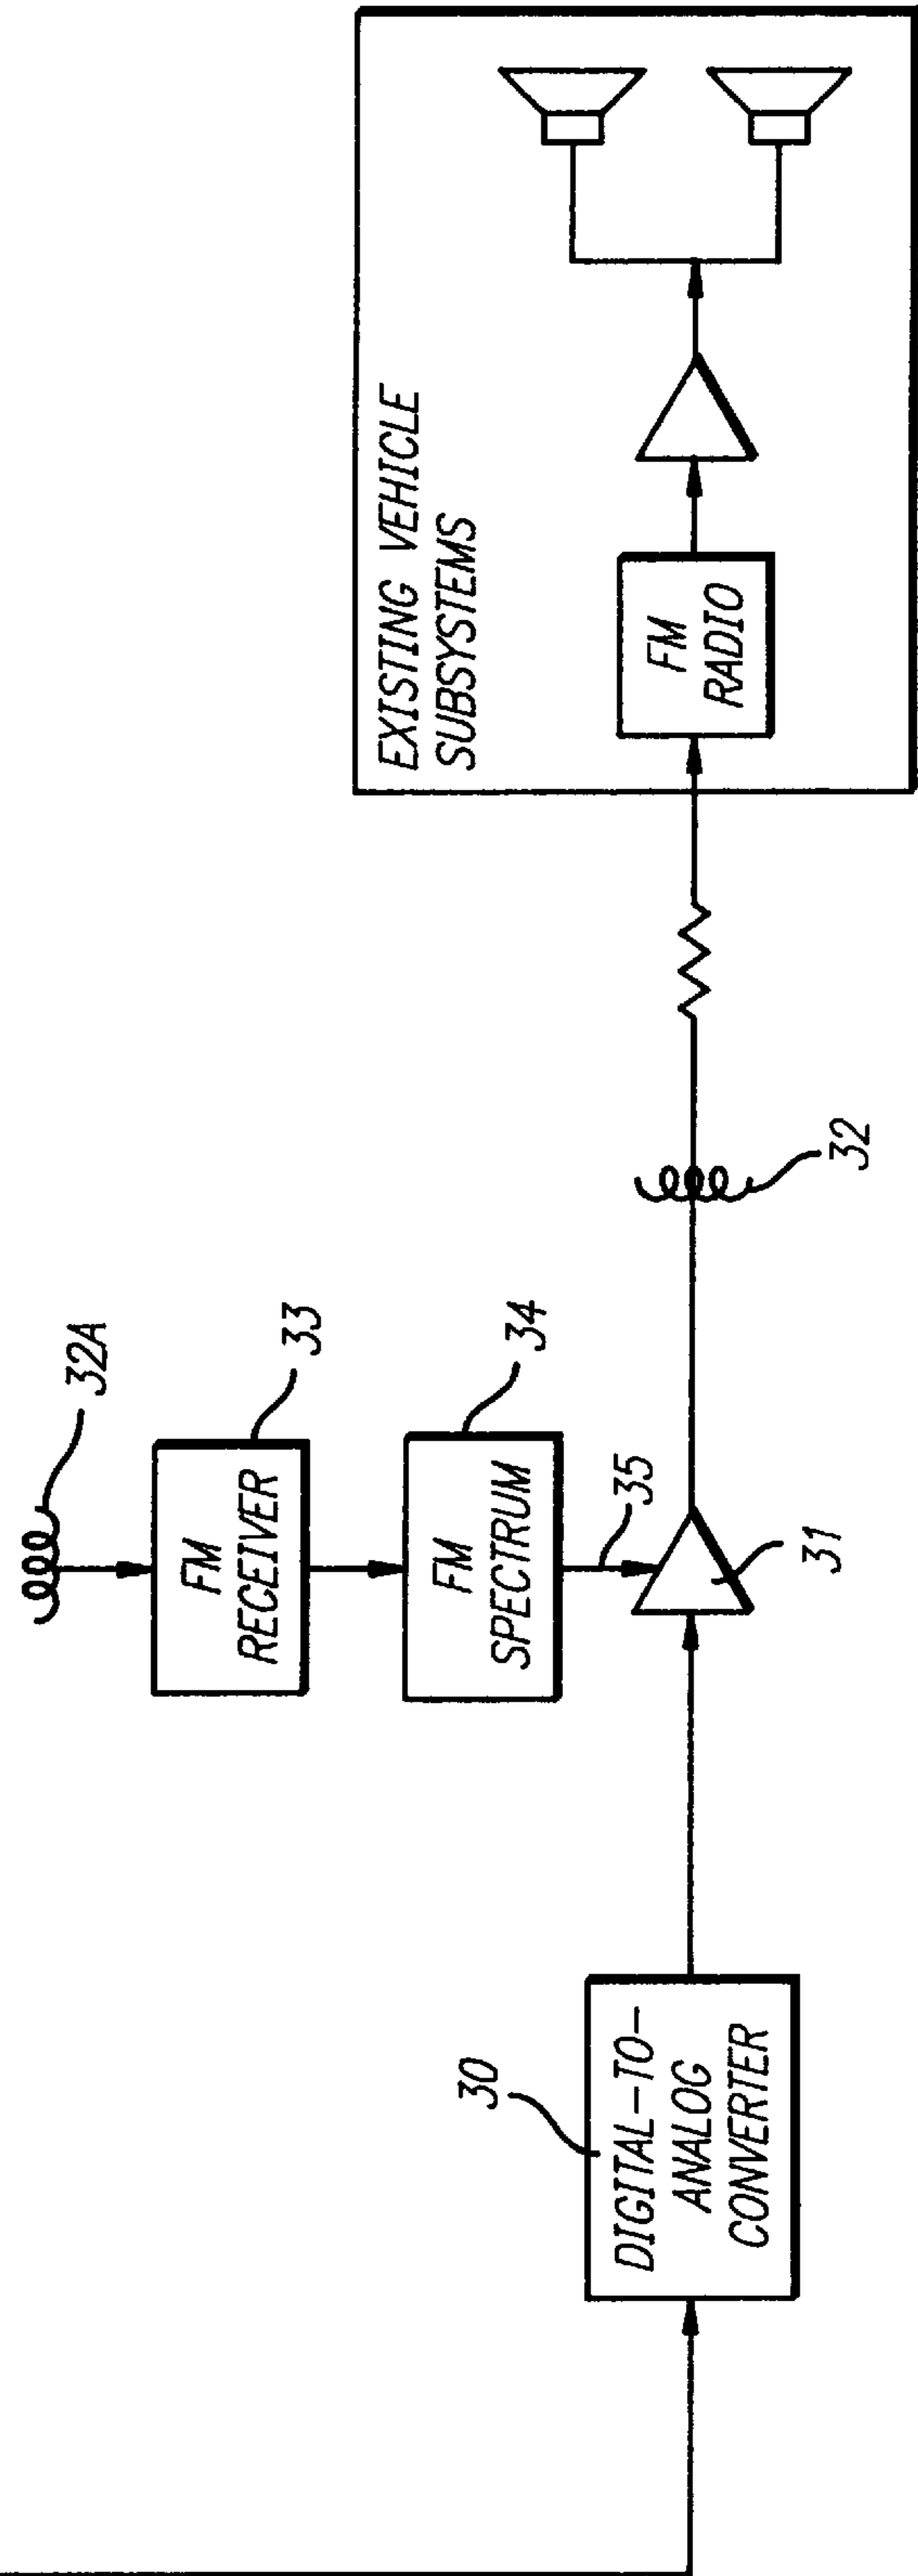 32A
FM
RECEIVER
33
FM
SPECTRUM
34
35
30
DIGITAL-TO-
ANALOG
CONVERTER
31
32
EXISTING VEHICLE
SUBSYSTEMS
FM
RADIO